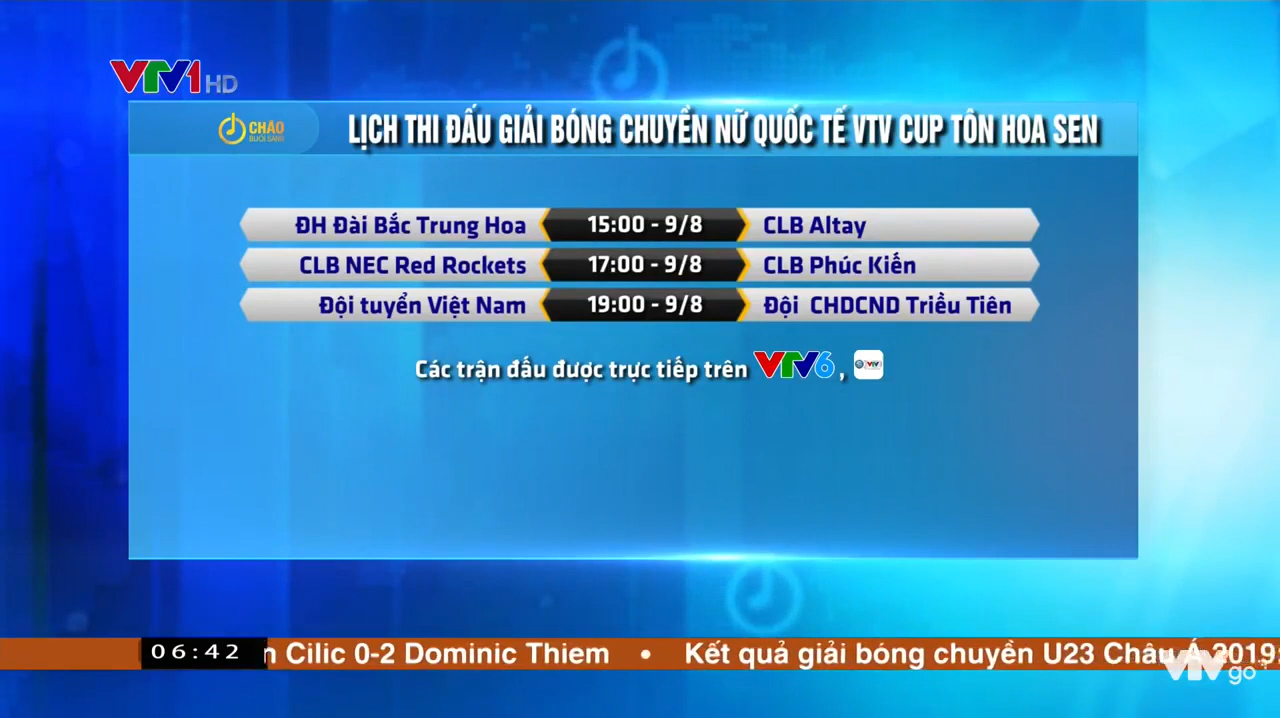 VTV1 HD
CHÀO
BUỔI SÁNG
LỊCH THI ĐẤU GIẢI BÓNG CHUYỀN NỮ QUỐC TẾ VTV CUP TÔN HOA SEN
ĐH Đài Bắc Trung Hoa 15:00 - 9/8 CLB Altay
CLB NEC Red Rockets 17:00 - 9/8 CLB Phúc Kiến
Đội tuyển Việt Nam 19:00 - 9/8 Đội CHDCND Triều Tiên
Các trận đấu được trực tiếp trên VTV6 , VTV
06:42 n Cilic 0-2 Dominic Thiem • Kết quả giải bóng chuyền U23 Châu Á 2019:
VTV go